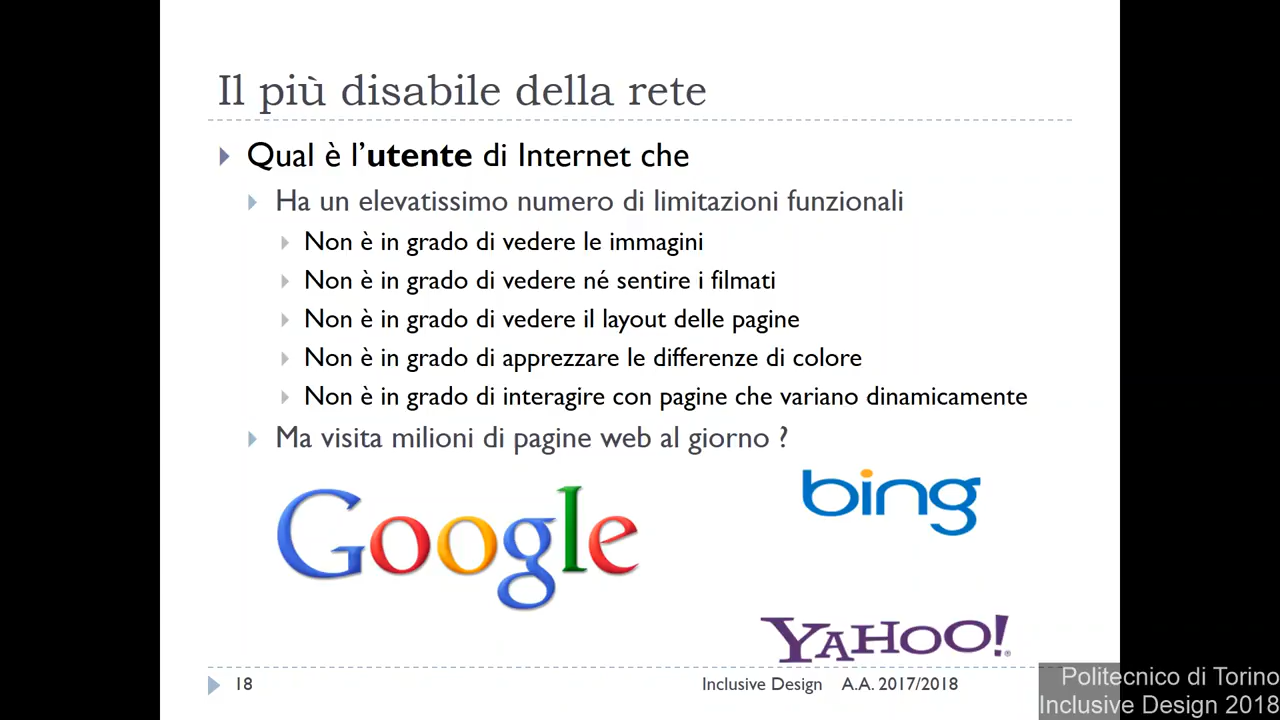 Il più disabile della rete
Qual è l'utente di Internet che
Ha un elevatissimo numero di limitazioni funzionali
Non è in grado di vedere le immagini
Non è in grado di vedere né sentire i filmati
Non è in grado di vedere il layout delle pagine
Non è in grado di apprezzare le differenze di colore
Non è in grado di interagire con pagine che variano dinamicamente
Ma visita milioni di pagine web al giorno ?
Google
bing
YAHOO!
18
Inclusive Design A.A. 2017/2018
Politecnico di Torino
Inclusive Design 2018